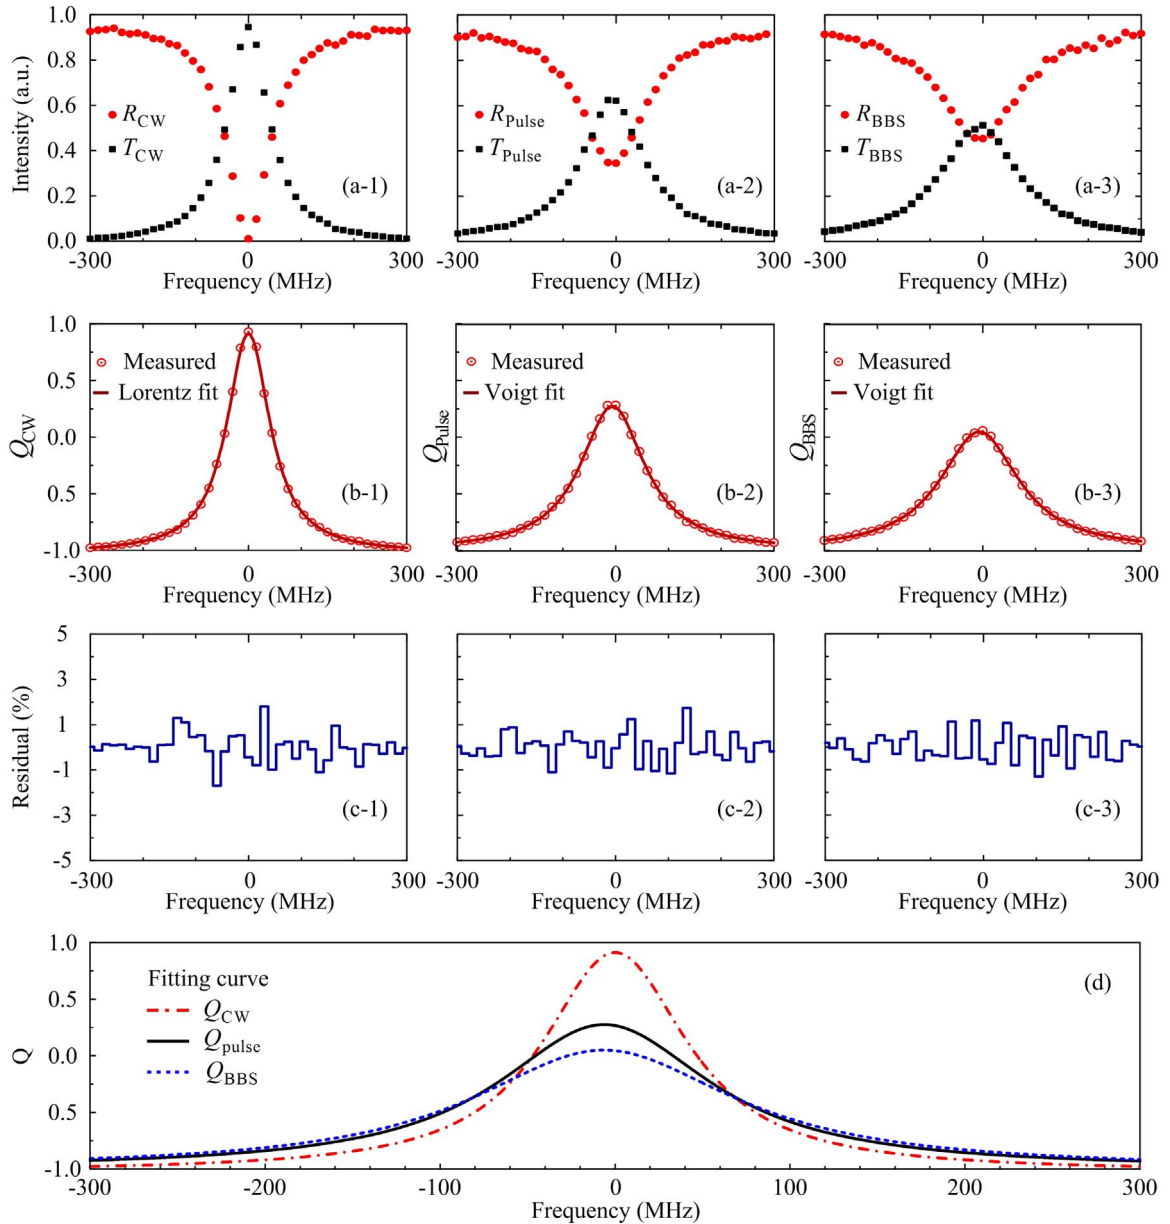 1.0
0.8
0.6
0.4
0.2
0.0
Intensity (a.u.)
R_CW
T_CW
(a-1)
-300 0 300
Frequency (MHz)
R_Pulse
T_Pulse
(a-2)
-300 0 300
Frequency (MHz)
R_BBS
T_BBS
(a-3)
-300 0 300
Frequency (MHz)
1.0
0.5
0.0
0.5
-1.0
Q_CW
Measured
Lorentz fit
(b-1)
-300 0 300
Frequency (MHz)
Q_Pulse
Measured
Voigt fit
(b-2)
-300 0 300
Frequency (MHz)
Q_BBS
Measured
Voigt fit
(b-3)
-300 0 300
Frequency (MHz)
5
3
1
-1
-3
-5
Residual (%)
(c-1)
-300 0 300
Frequency (MHz)
(c-2)
-300 0 300
Frequency (MHz)
(c-3)
-300 0 300
Frequency (MHz)
1.0
0.5
0.0
0.5
-1.0
Q
Fitting curve
Q_CW
Q_pulse
Q_BBS
(d)
-300 -200 -100 0 100 200 300
Frequency (MHz)